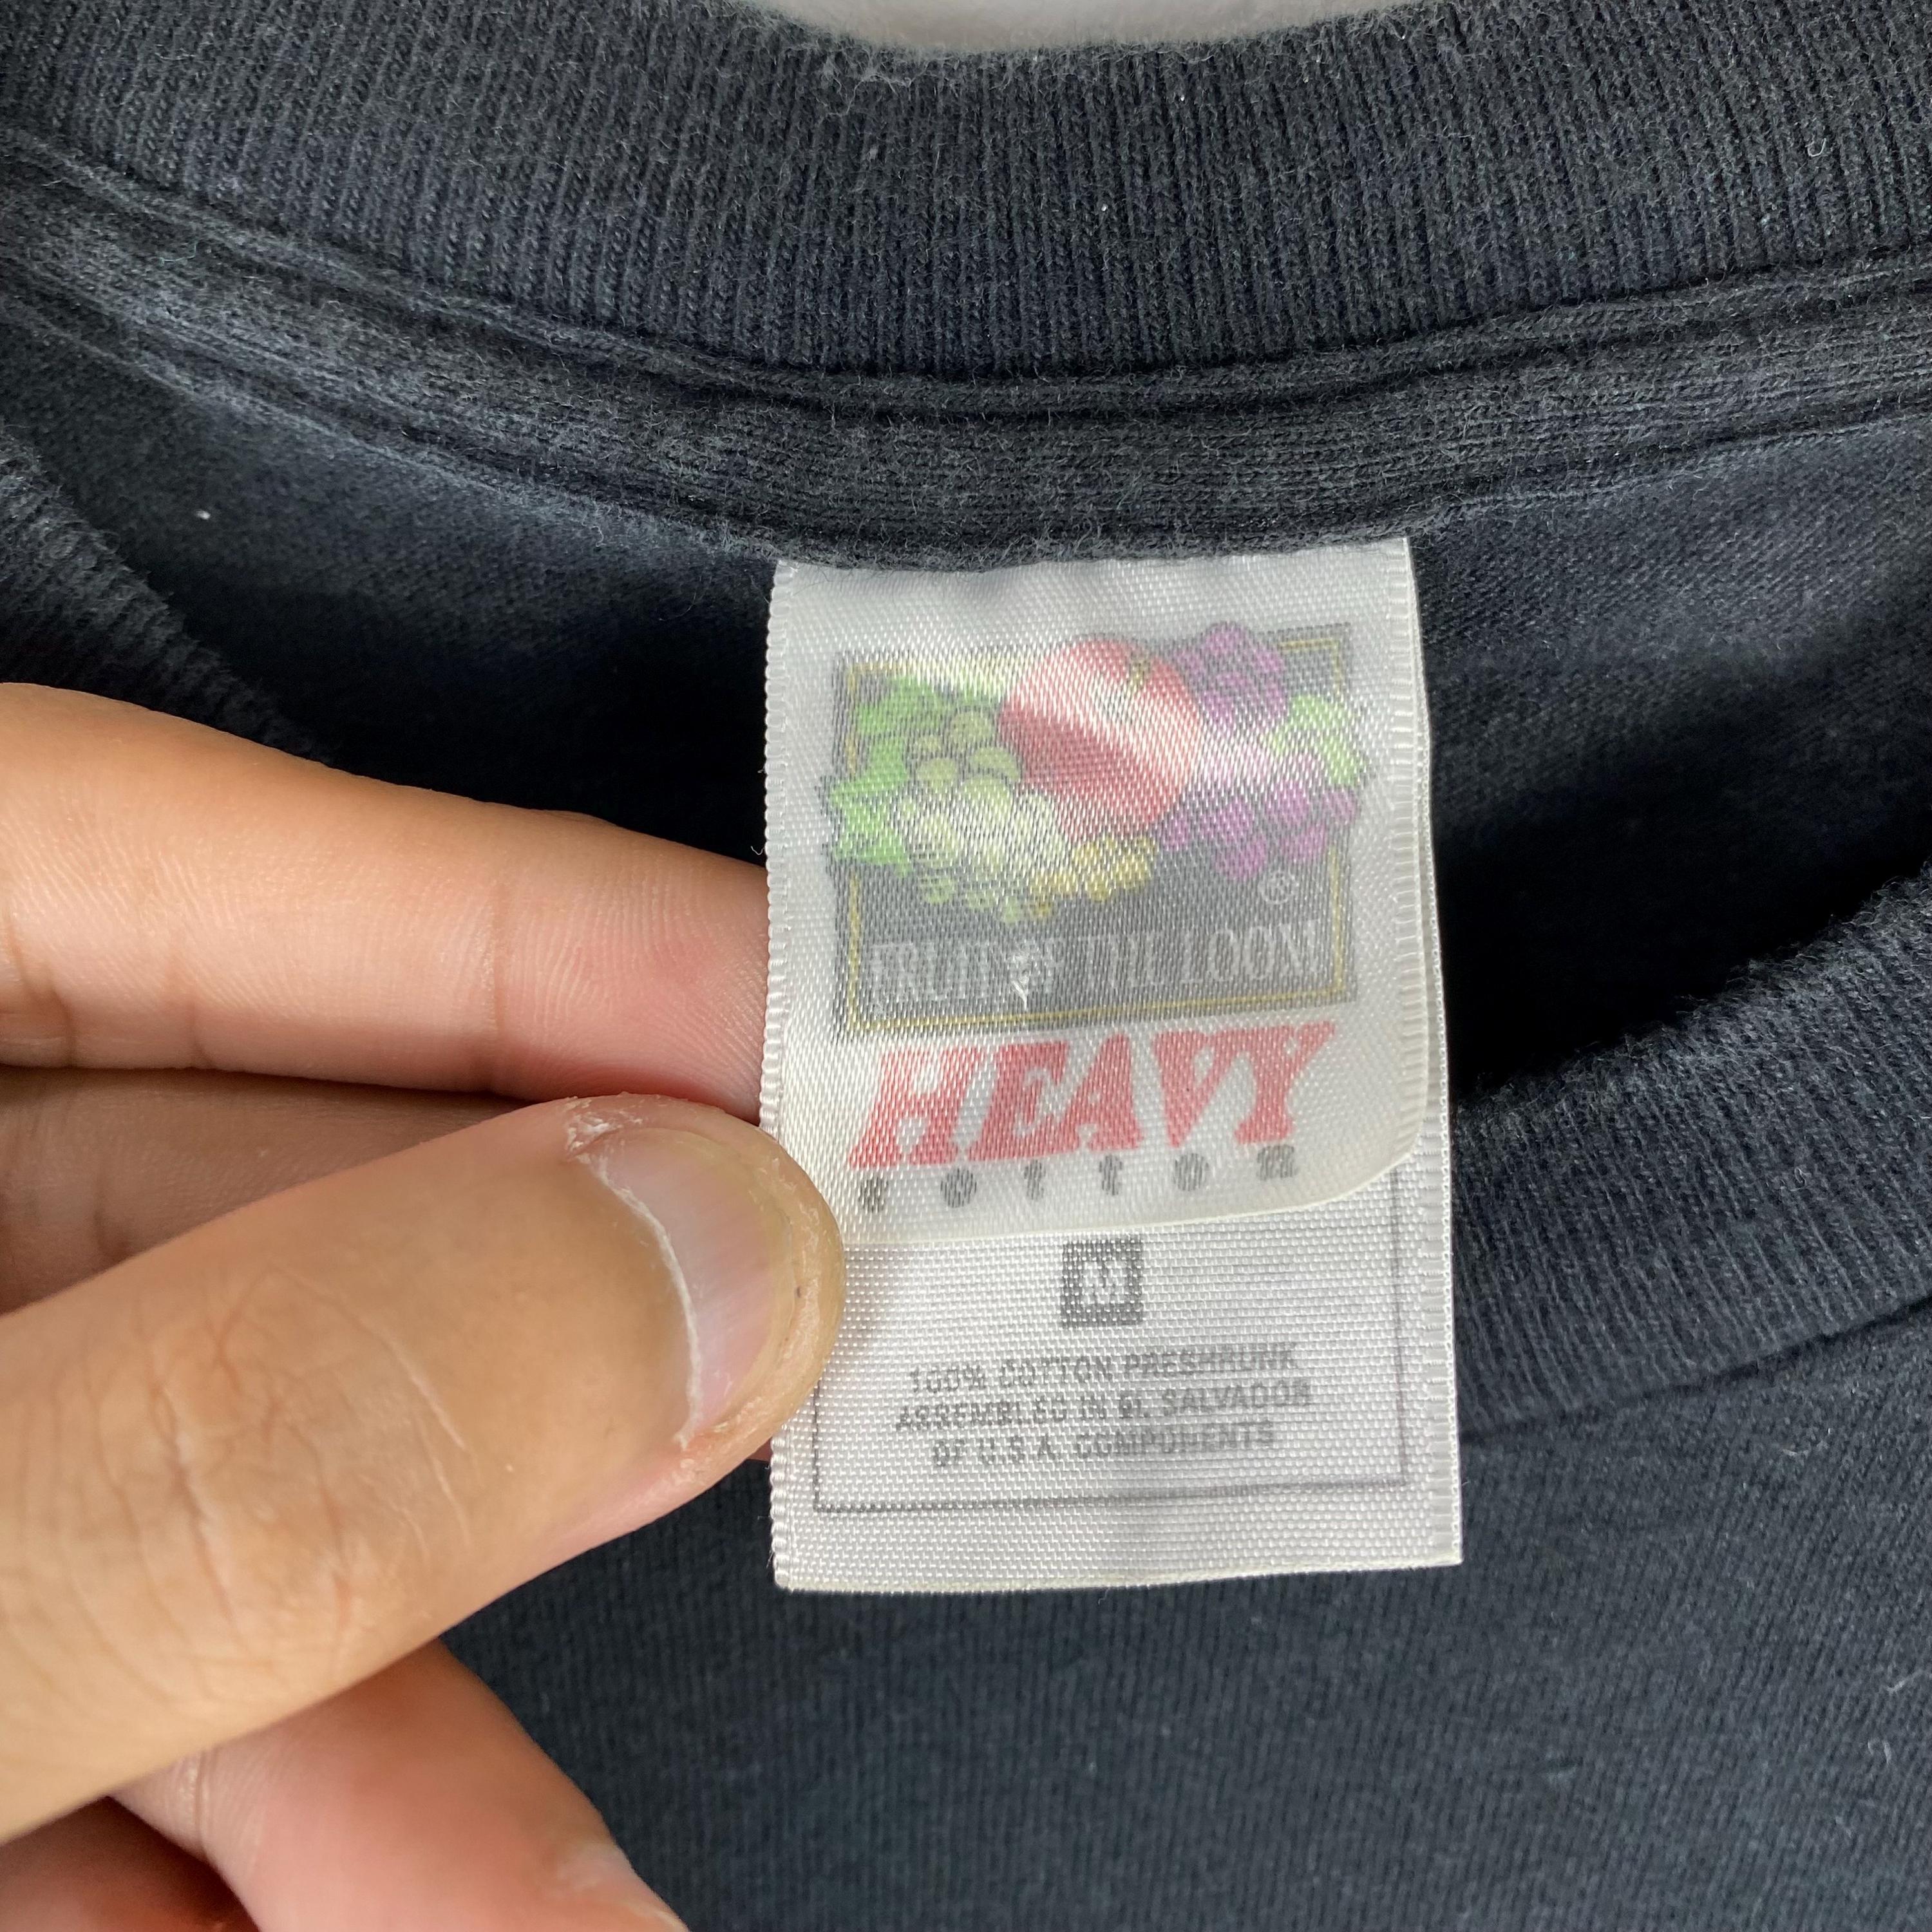 ®
FRUIT OF THE LOOM
HEAVY
cotton
M
100% COTTON PRESHRUNK
ASSEMBLED IN EL SALVADOR
OF U.S.A. COMPONENTS